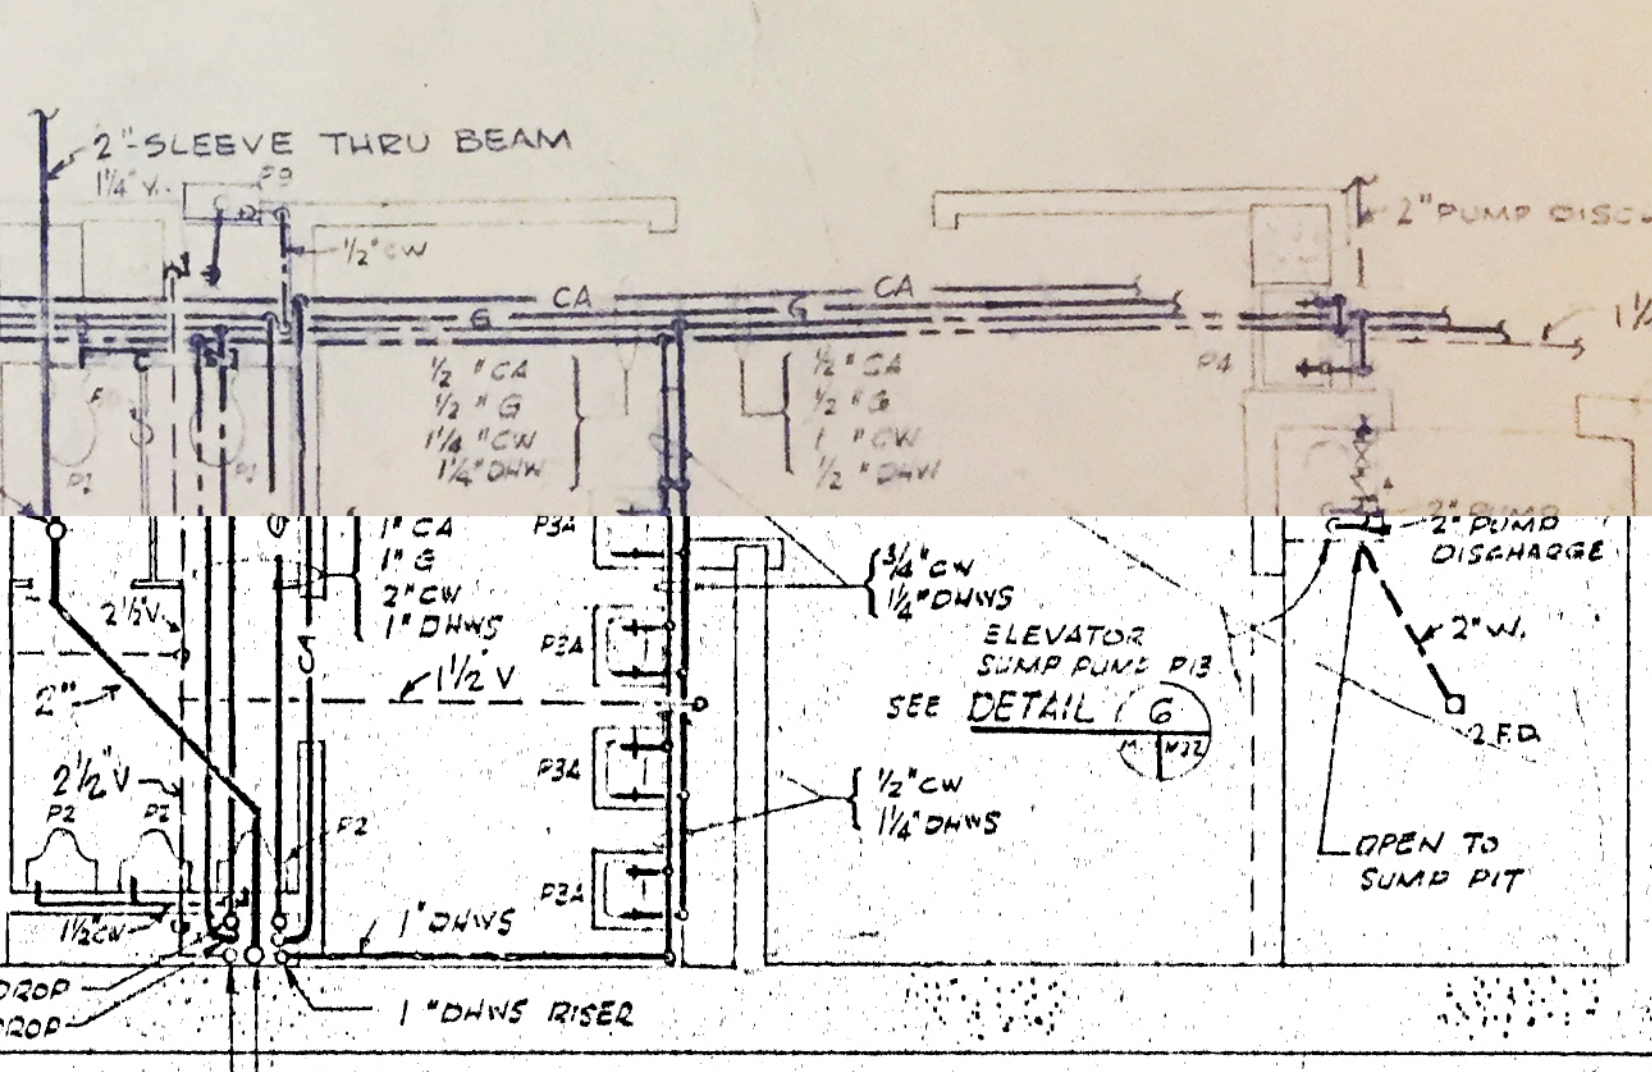 2"-SLEEVE THRU BEAM
1¼" V.
P9
2" PUMP
½" CW
CA
CA
G
G
½" CA
½" G
1¼" CW
1¼" DHW
½" CA
½" G
1 " CW
½" DHW
P4
P2
1" CA
1" G
2" CW
1" DHWS
P3A
¾" CW
1¼" DHWS
2" PUMP
DISCHARGE
2½"V
P3A
ELEVATOR
SUMP PUMP P13
2" W.
1½" V
2"
SEE DETAIL 6
M22
2 F.D.
P3A
2½"V
½" CW
1¼" DHWS
P2
P2
P2
OPEN TO
SUMP PIT
P3A
1½" CW
1" DHWS
DROP
DROP
1" DHWS RISER